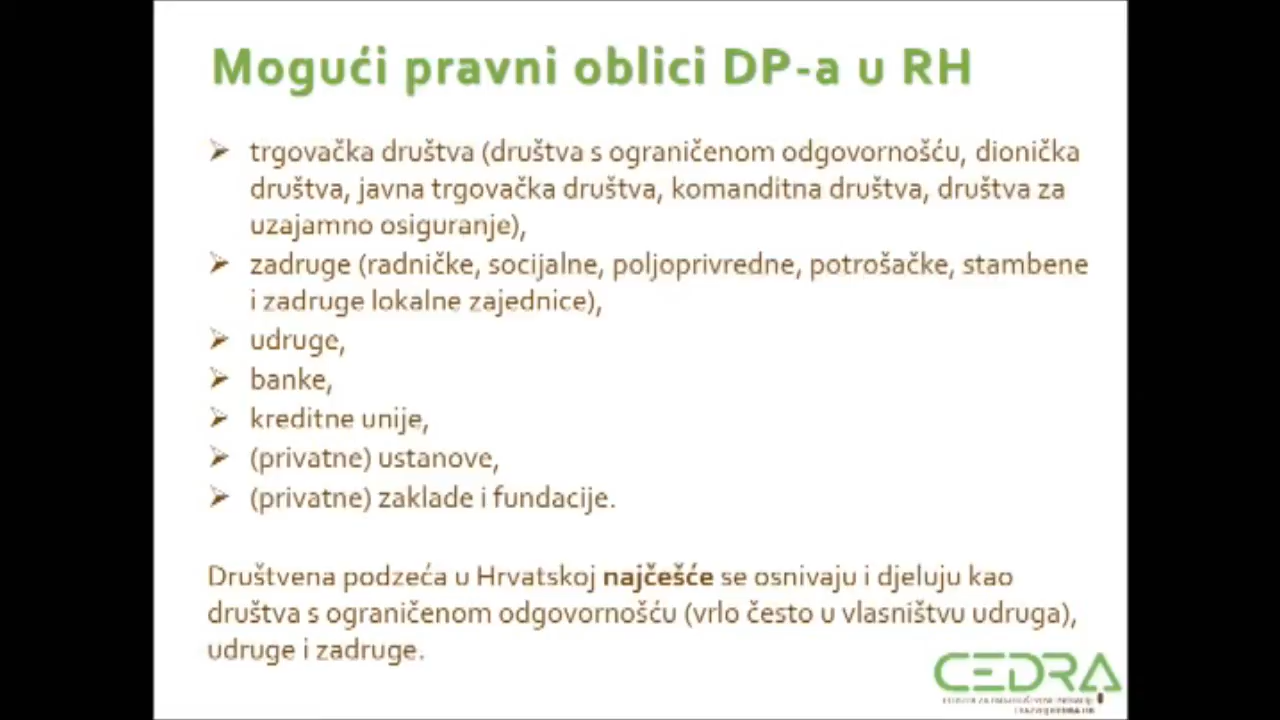 Mogući pravni oblici DP-a u RH
trgovačka društva (društva s ograničenom odgovornošću, dionička
društva, javna trgovačka društva, komanditna društva, društva za
uzajamno osiguranje),
zadruge (radničke, socijalne, poljoprivredne, potrošačke, stambene
i zadruge lokalne zajednice),
udruge,
banke,
kreditne unije,
(privatne) ustanove,
(privatne) zaklade i fundacije.
Društvena podzeća u Hrvatskoj najčešće se osnivaju i djeluju kao
društva s ograničenom odgovornošću (vrlo često u vlasništvu udruga),
udruge i zadruge.
CEDRA